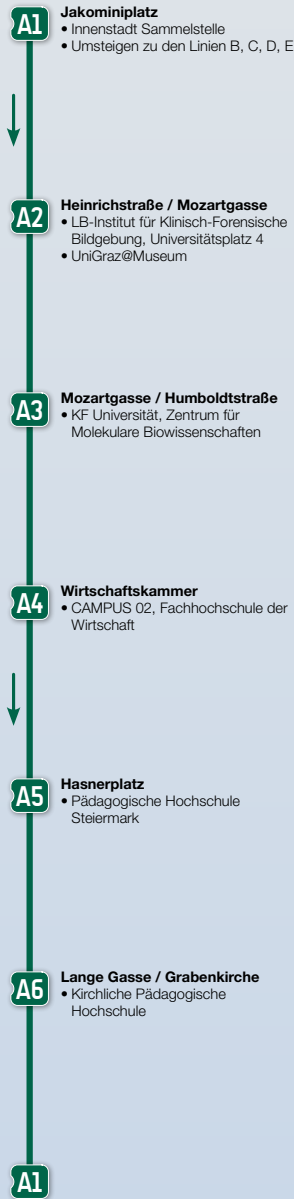 A1
Jakominiplatz
• Innenstadt Sammelstelle
• Umsteigen zu den Linien B, C, D, E
A2
Heinrichstraße / Mozartgasse
• LB-Institut für Klinisch-Forensische
Bildgebung, Universitätsplatz 4
• UniGraz@Museum
A3
Mozartgasse / Humboldtstraße
• KF Universität, Zentrum für
Molekulare Biowissenschaften
A4
Wirtschaftskammer
• CAMPUS 02, Fachhochschule der
Wirtschaft
A5
Hasnerplatz
• Pädagogische Hochschule
Steiermark
A6
Lange Gasse / Grabenkirche
• Kirchliche Pädagogische
Hochschule
A1